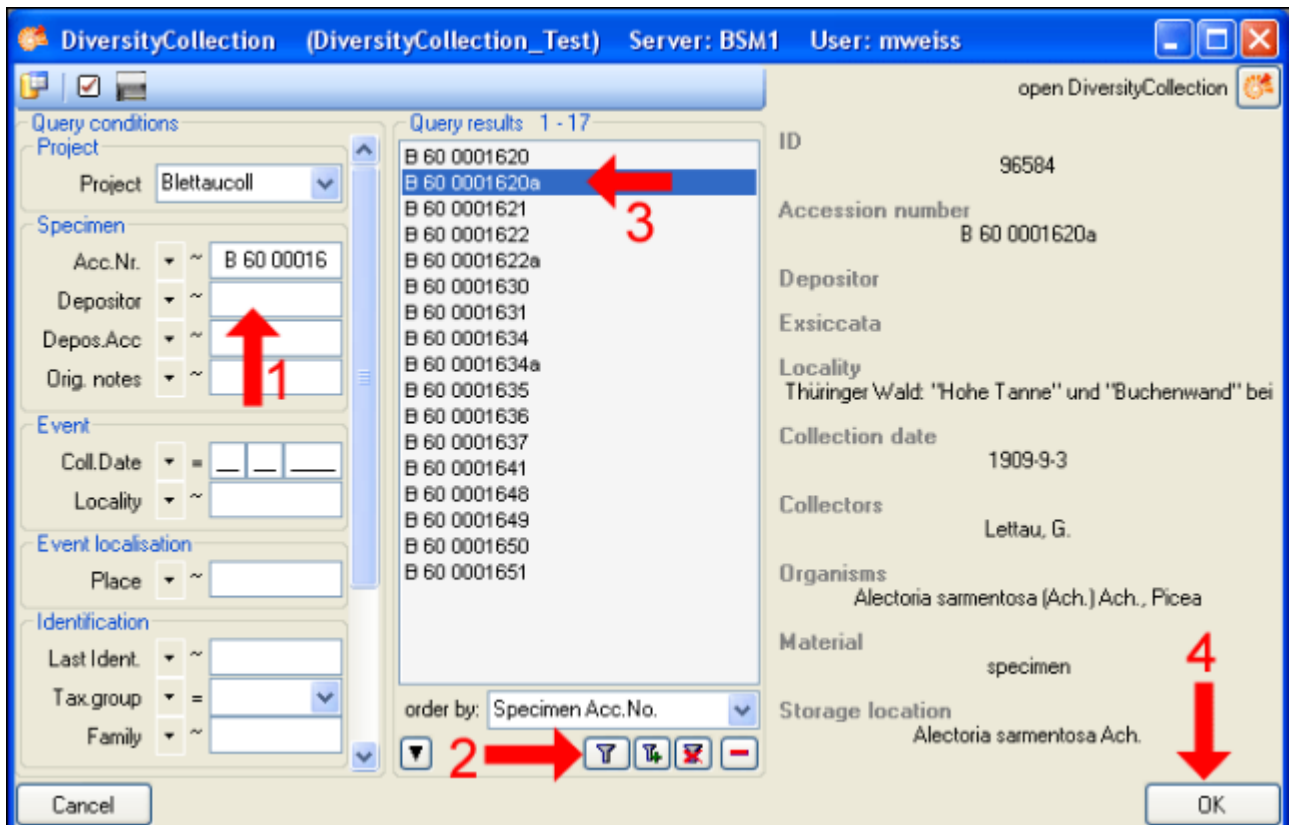 DiversityCollection (DiversityCollection_Test) Server: BSM1 User: mweiss
open DiversityCollection
Query conditions
Project
Project Blettaucoll
Specimen
Acc.Nr. ~ B 60 00016
Depositor ~
Depos.Acc ~
1
Orig. notes ~
Event
Coll.Date = __ __ ____
Locality ~
Event localisation
Place ~
Identification
Last Ident. ~
Tax.group =
Family ~
Cancel
Query results 1 - 17
B 60 0001620
B 60 0001620a
3
B 60 0001621
B 60 0001622
B 60 0001622a
B 60 0001630
B 60 0001631
B 60 0001634
B 60 0001634a
B 60 0001635
B 60 0001636
B 60 0001637
B 60 0001641
B 60 0001648
B 60 0001649
B 60 0001650
B 60 0001651
order by: Specimen Acc.No.
2
ID
96584
Accession number
B 60 0001620a
Depositor
Exsiccata
Locality
Thüringer Wald: "Hohe Tanne" und "Buchenwand" bei
Collection date
1909-9-3
Collectors
Lettau, G.
Organisms
Alectoria sarmentosa (Ach.) Ach., Picea
Material
specimen
4
Storage location
Alectoria sarmentosa Ach.
OK